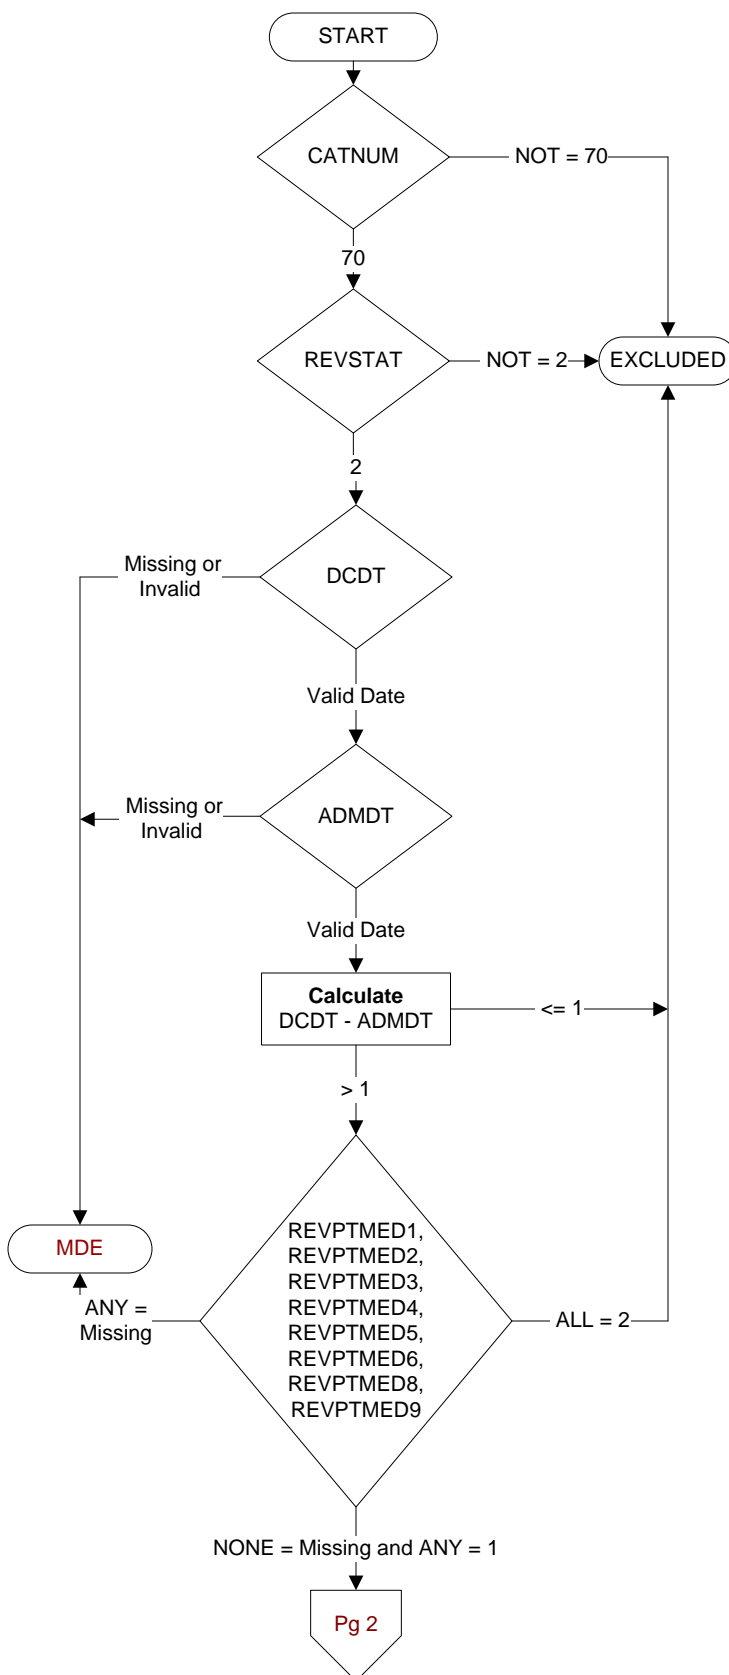 START
CATNUM
NOT = 70
70
REVSTAT
NOT = 2
EXCLUDED
2
Missing or
Invalid
DCDT
Valid Date
Missing or
Invalid
ADMDT
Valid Date
Calculate
DCDT - ADMDT
<= 1
> 1
REVPTMED1,
REVPTMED2,
REVPTMED3,
REVPTMED4,
REVPTMED5,
REVPTMED6,
REVPTMED8,
REVPTMED9
MDE
ANY =
Missing
ALL = 2
NONE = Missing and ANY = 1
Pg 2